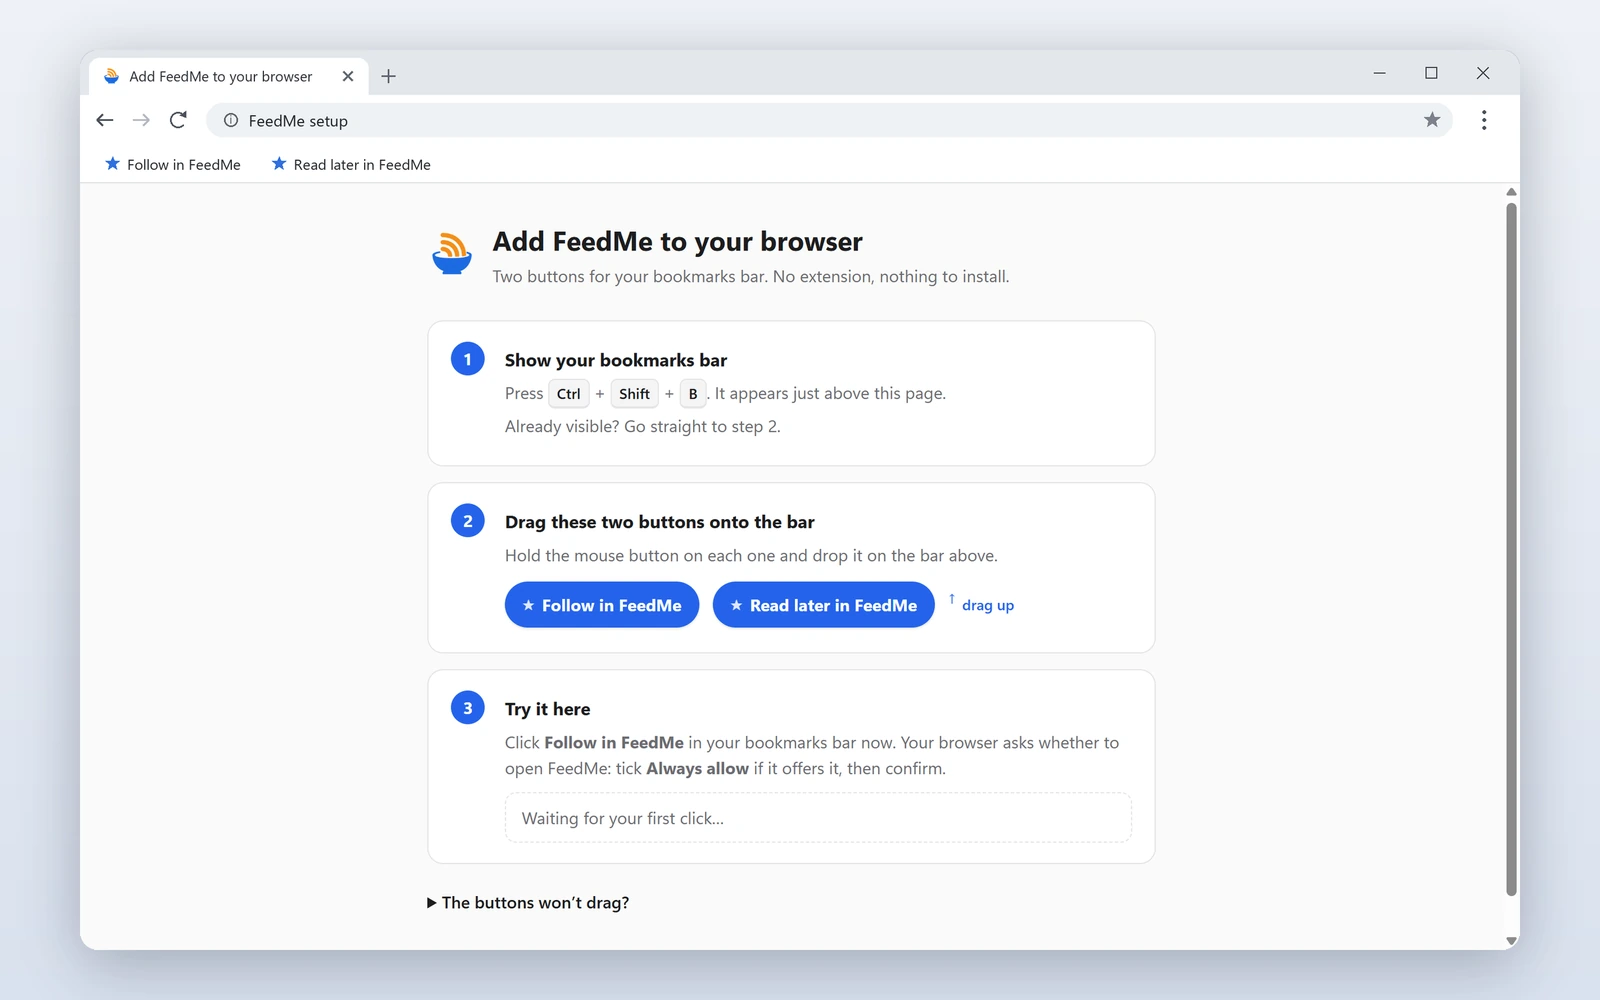 Add FeedMe to your browser
FeedMe setup
★ Follow in FeedMe ★ Read later in FeedMe
Add FeedMe to your browser
Two buttons for your bookmarks bar. No extension, nothing to install.
1 Show your bookmarks bar
Press Ctrl + Shift + B. It appears just above this page.
Already visible? Go straight to step 2.
2 Drag these two buttons onto the bar
Hold the mouse button on each one and drop it on the bar above.
★ Follow in FeedMe ★ Read later in FeedMe ↑ drag up
3 Try it here
Click Follow in FeedMe in your bookmarks bar now. Your browser asks whether to
open FeedMe: tick Always allow if it offers it, then confirm.
Waiting for your first click...
▶ The buttons won’t drag?